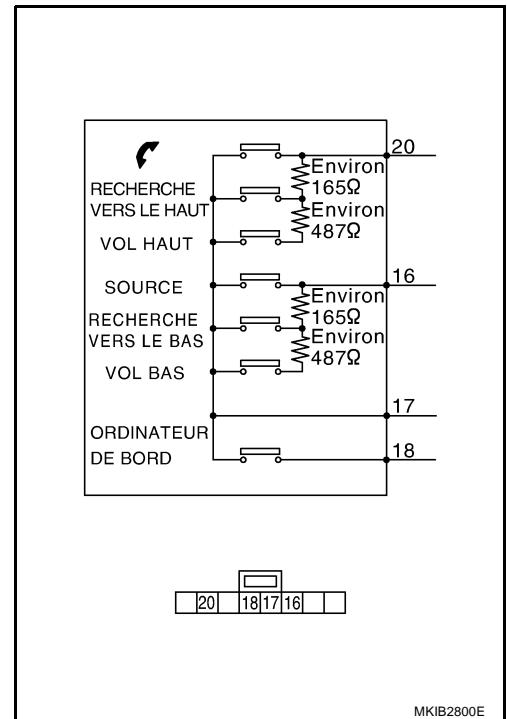 20
Environ
165Ω
RECHERCHE
VERS LE HAUT
Environ
487Ω
VOL HAUT
SOURCE
16
Environ
165Ω
RECHERCHE
VERS LE BAS
Environ
487Ω
VOL BAS
17
ORDINATEUR
DE BORD
18
20 18 17 16
MKIB2800E